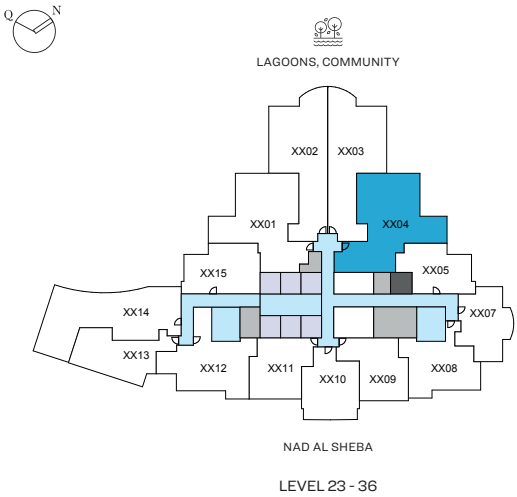 Q N
LAGOONS, COMMUNITY
XX02 XX03
XX01 XX04
XX15 XX05
XX14 XX07
XX13 XX12 XX11 XX10 XX09 XX08
NAD AL SHEBA
LEVEL 23 - 36